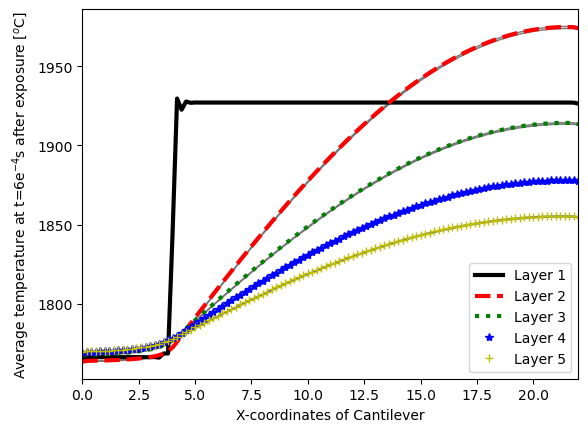 Average temperature at t=6e⁻⁴s after exposure [°C]
1950
1900
1850
1800
0.0 2.5 5.0 7.5 10.0 12.5 15.0 17.5 20.0
X-coordinates of Cantilever
Layer 1
Layer 2
Layer 3
Layer 4
Layer 5